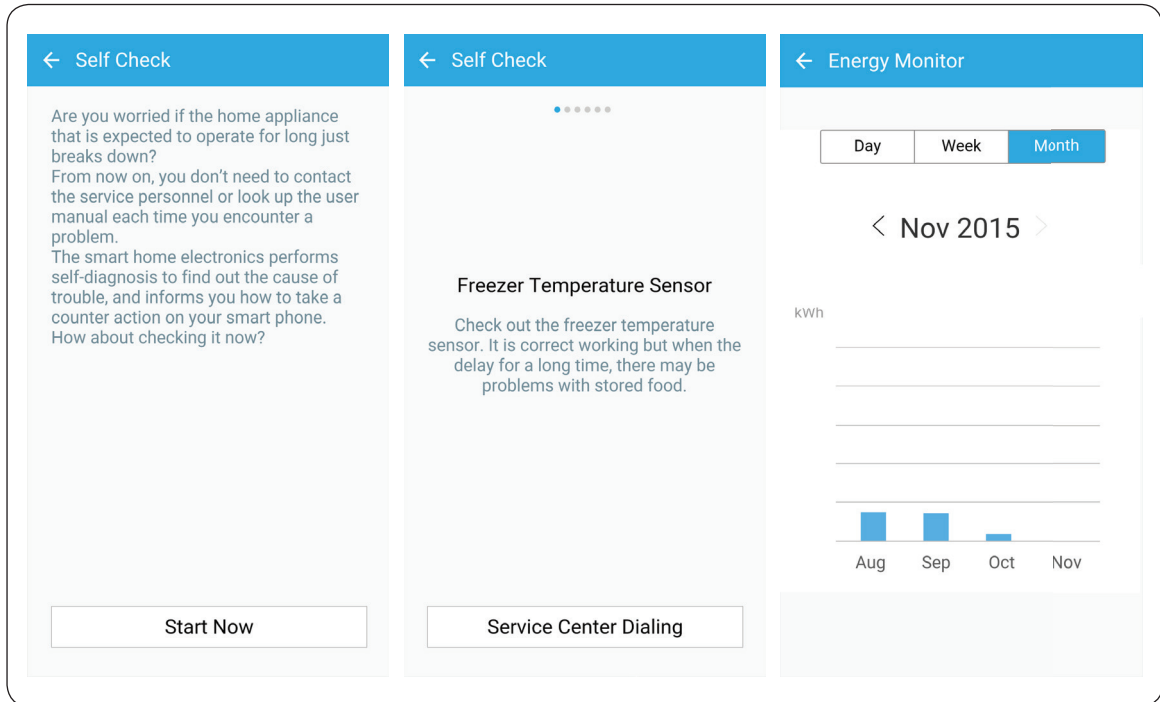 Self Check
Are you worried if the home appliance
that is expected to operate for long just
breaks down?
From now on, you don't need to contact
the service personnel or look up the user
manual each time you encounter a
problem.
The smart home electronics performs
self-diagnosis to find out the cause of
trouble, and informs you how to take a
counter action on your smart phone.
How about checking it now?
Start Now
Self Check
Freezer Temperature Sensor
Check out the freezer temperature
sensor. It is correct working but when the
delay for a long time, there may be
problems with stored food.
Service Center Dialing
Energy Monitor
Day Week Month
Nov 2015
kWh
Aug Sep Oct Nov